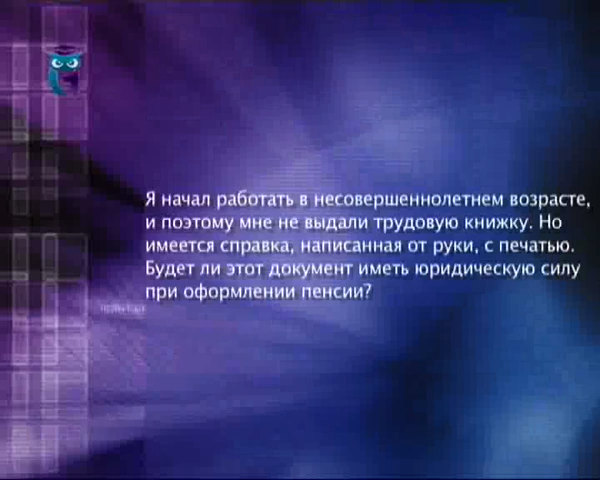 Я начал работать в несовершеннолетнем возрасте,
и поэтому мне не выдали трудовую книжку. Но
имеется справка, написанная от руки, с печатью.
Будет ли этот документ иметь юридическую силу
при оформлении пенсии?